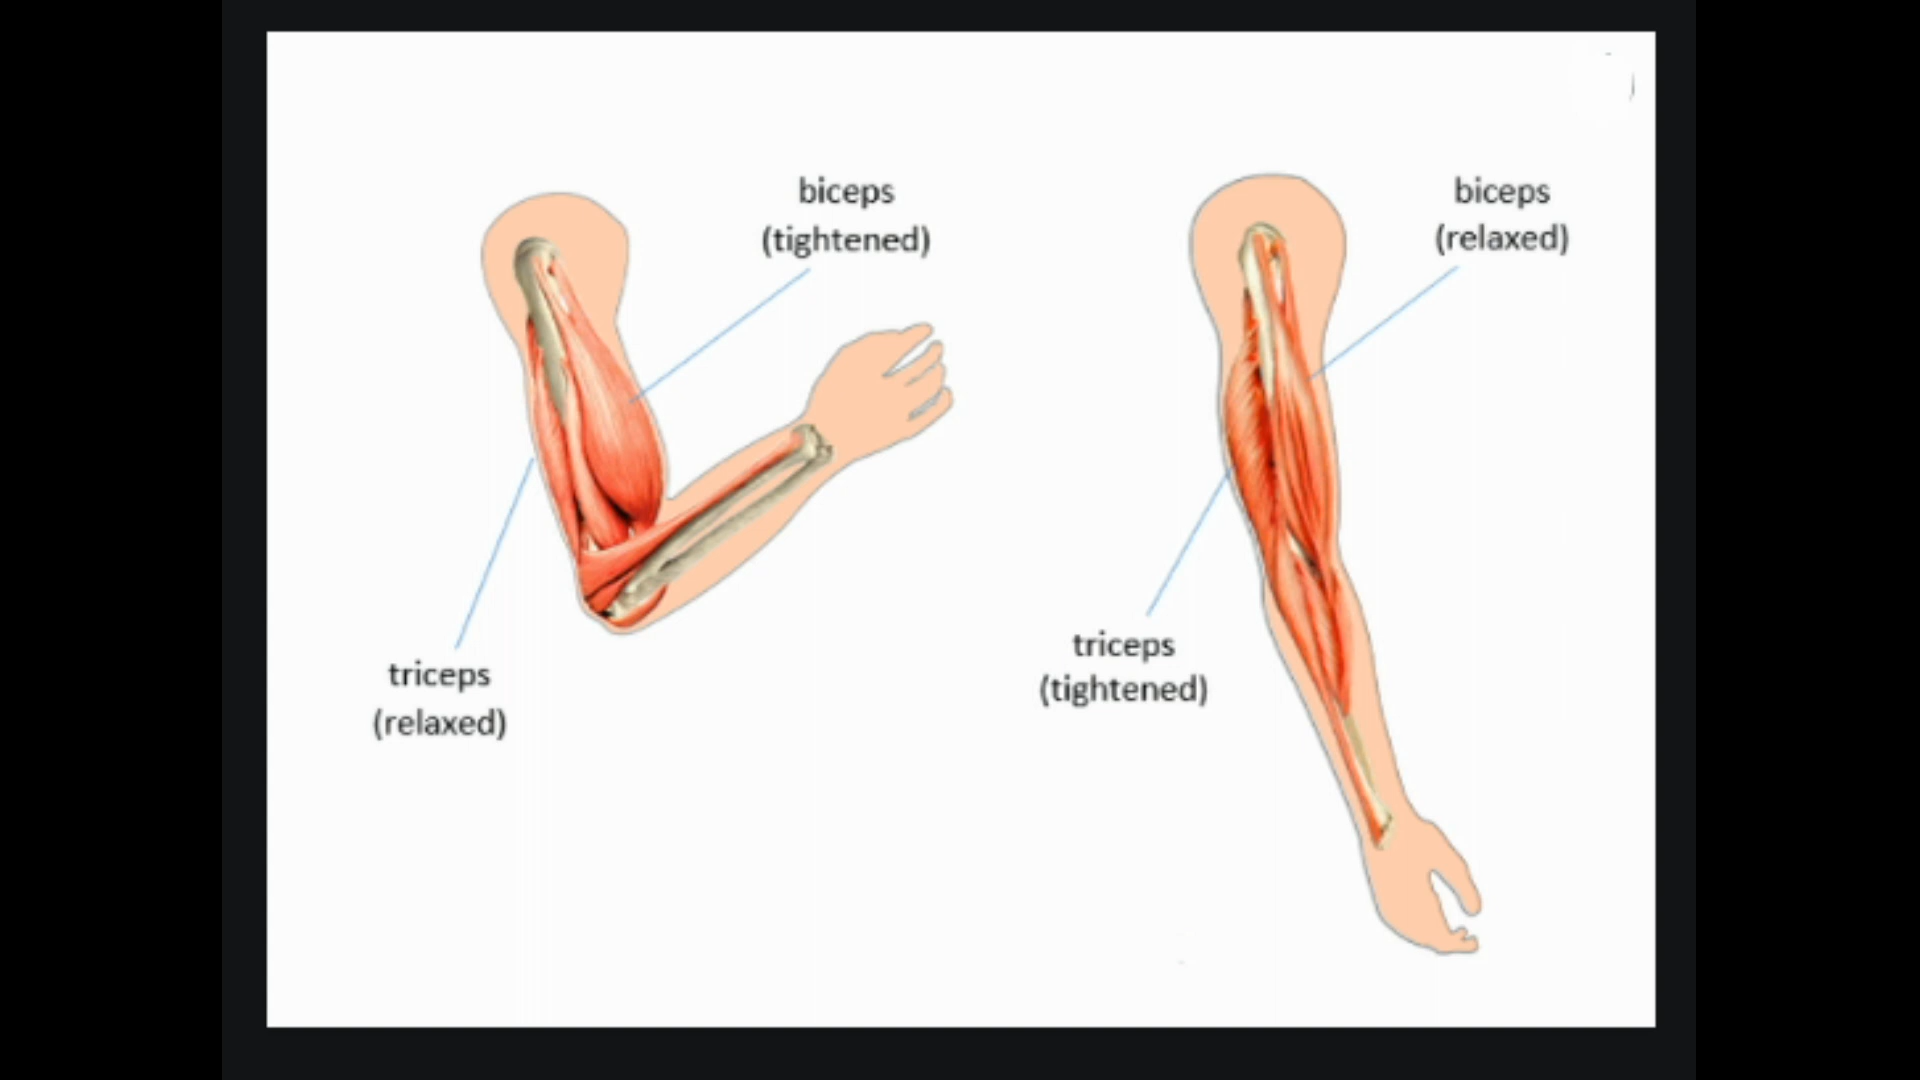 biceps
(tightened)
triceps
(relaxed)
biceps
(relaxed)
triceps
(tightened)